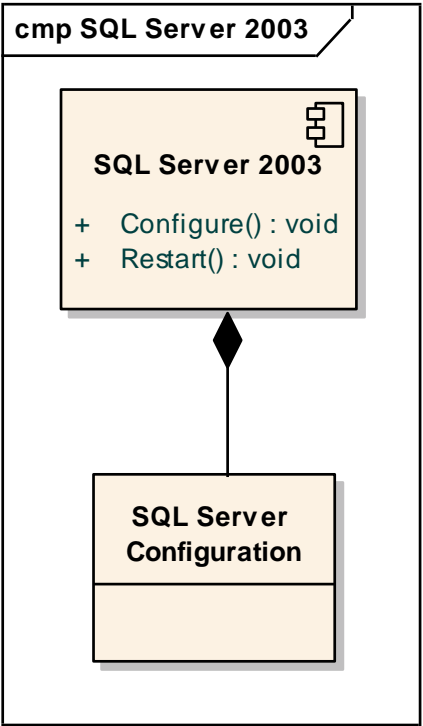 cmp SQL Server 2003
SQL Server 2003
+ Configure() : void
+ Restart() : void
SQL Server
Configuration